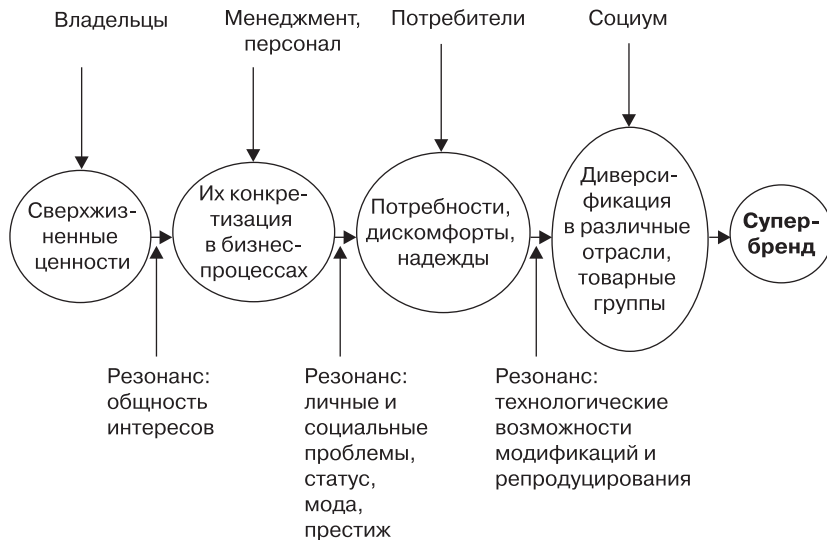 Владельцы
Менеджмент,
персонал
Потребители
Социум
Сверхжиз-
ненные
ценности
Их конкре-
тизация
в бизнес-
процессах
Потребности,
дискомфорты,
надежды
Диверси-
фикация
в различные
отрасли,
товарные
группы
Супер-
бренд
Резонанс:
общность
интересов
Резонанс:
личные и
социальные
проблемы,
статус,
мода,
престиж
Резонанс:
технологические
возможности
модификаций и
репродуцирования